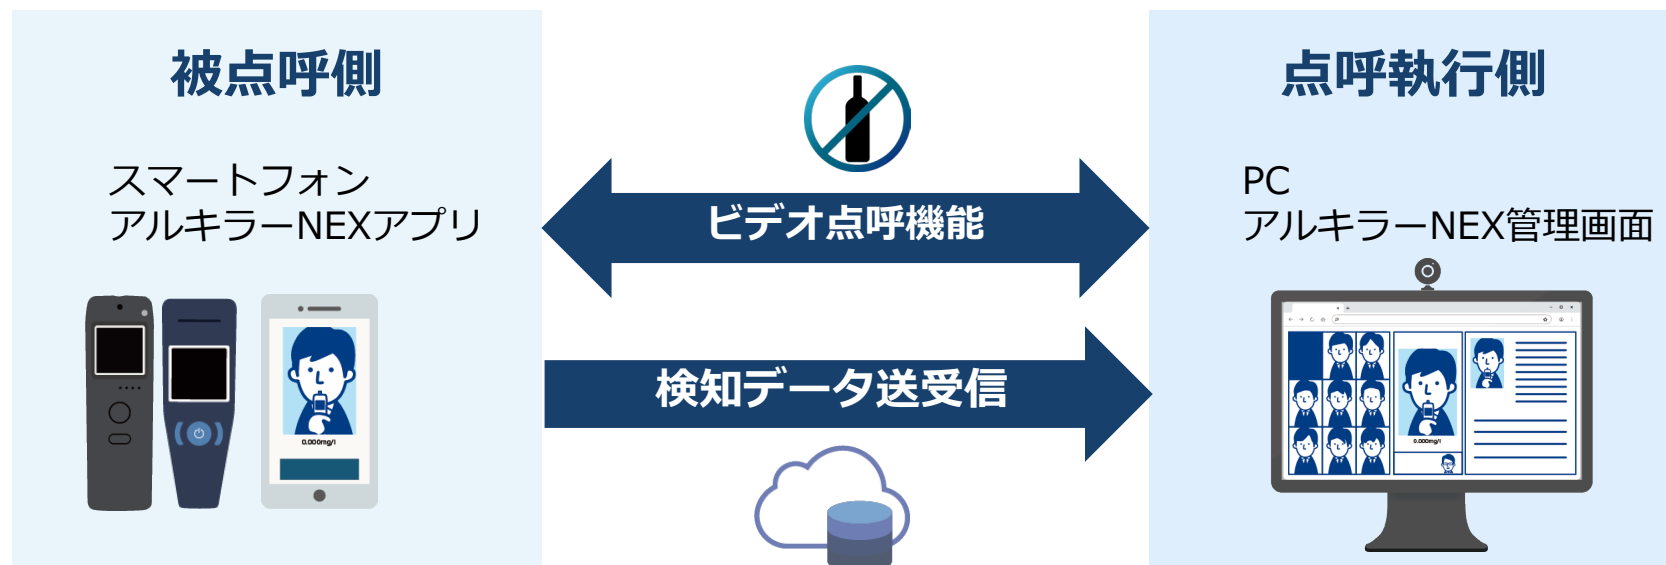 被点呼側
スマートフォン
アルキラーNEXアプリ
0.000mg/l
ビデオ点呼機能
検知データ送受信
点呼執行側
PC
アルキラーNEX管理画面
0.000mg/l